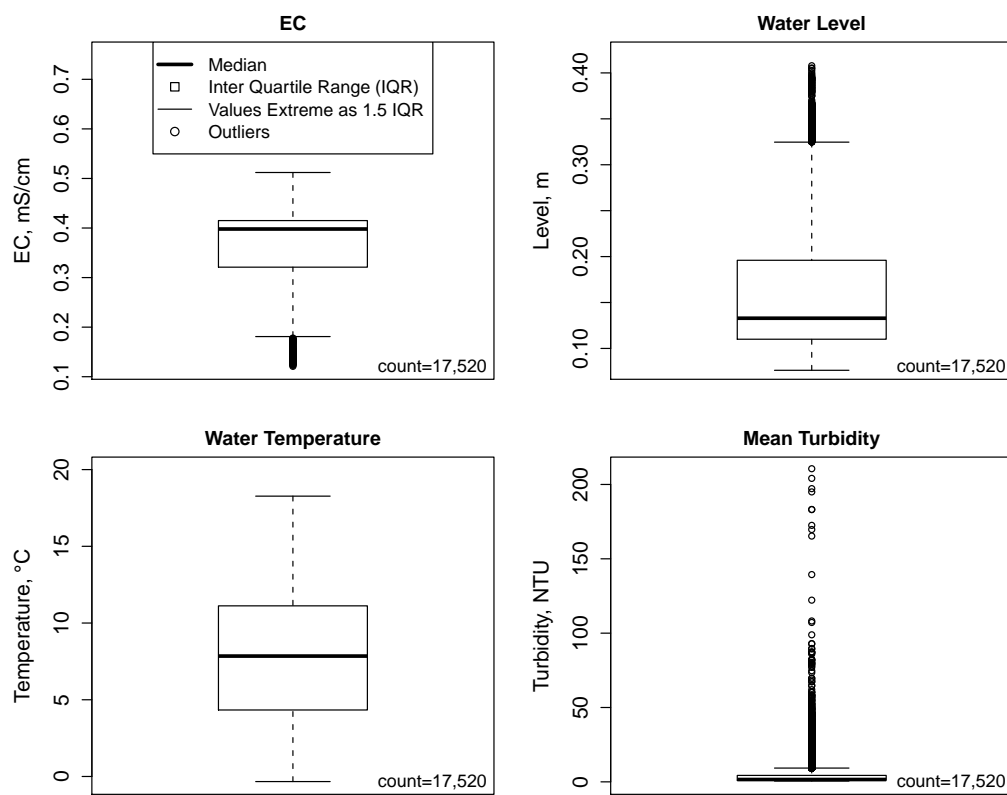 EC
EC, mS/cm
0.7
0.6
0.5
0.4
0.3
0.2
0.1
Median
Inter Quartile Range (IQR)
Values Extreme as 1.5 IQR
Outliers
count=17,520
Water Level
Level, m
0.40
0.30
0.20
0.10
count=17,520
Water Temperature
Temperature, °C
20
15
10
5
0
count=17,520
Mean Turbidity
Turbidity, NTU
200
150
100
50
0
count=17,520